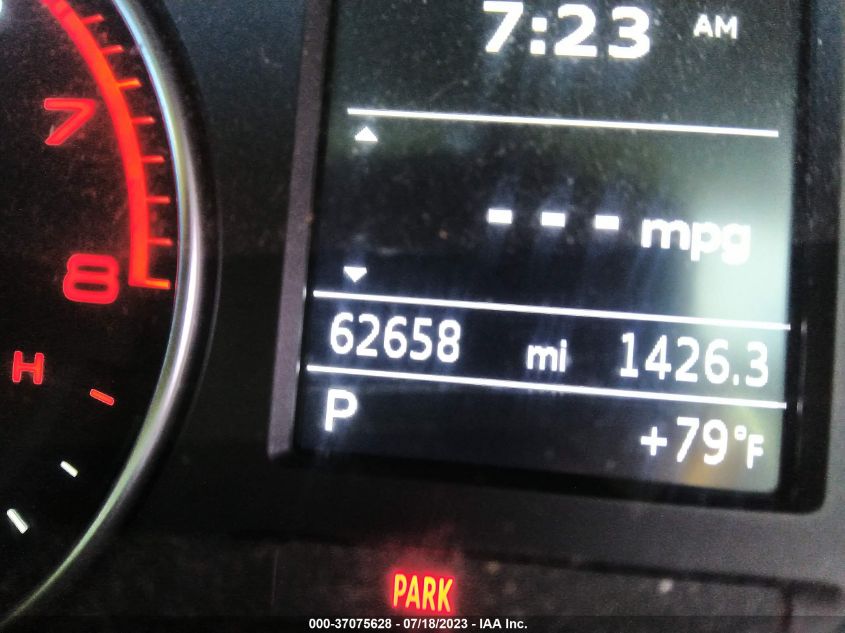 7:23 AM
7
--- mpg
8
62658 mi 1426.3
H
P +79°F
PARK
000-37075628 - 07/18/2023 - IAA Inc.